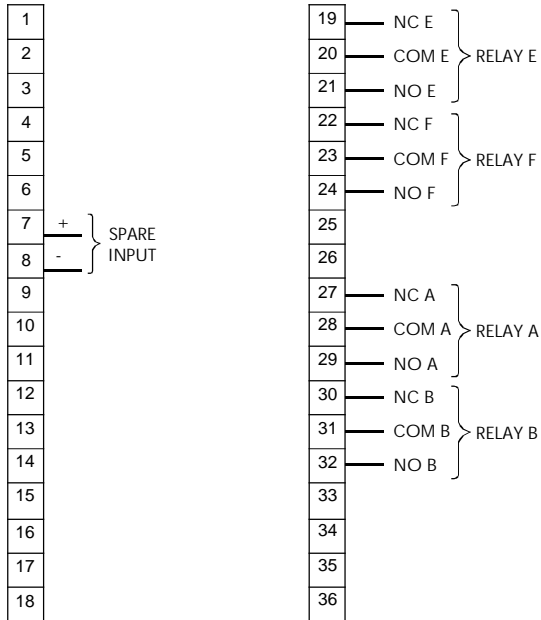 1
2
3
4
5
6
7 +
8 -
SPARE
INPUT
9
10
11
12
13
14
15
16
17
18
19 NC E
20 COM E RELAY E
21 NO E
22 NC F
23 COM F RELAY F
24 NO F
25
26
27 NC A
28 COM A RELAY A
29 NO A
30 NC B
31 COM B RELAY B
32 NO B
33
34
35
36